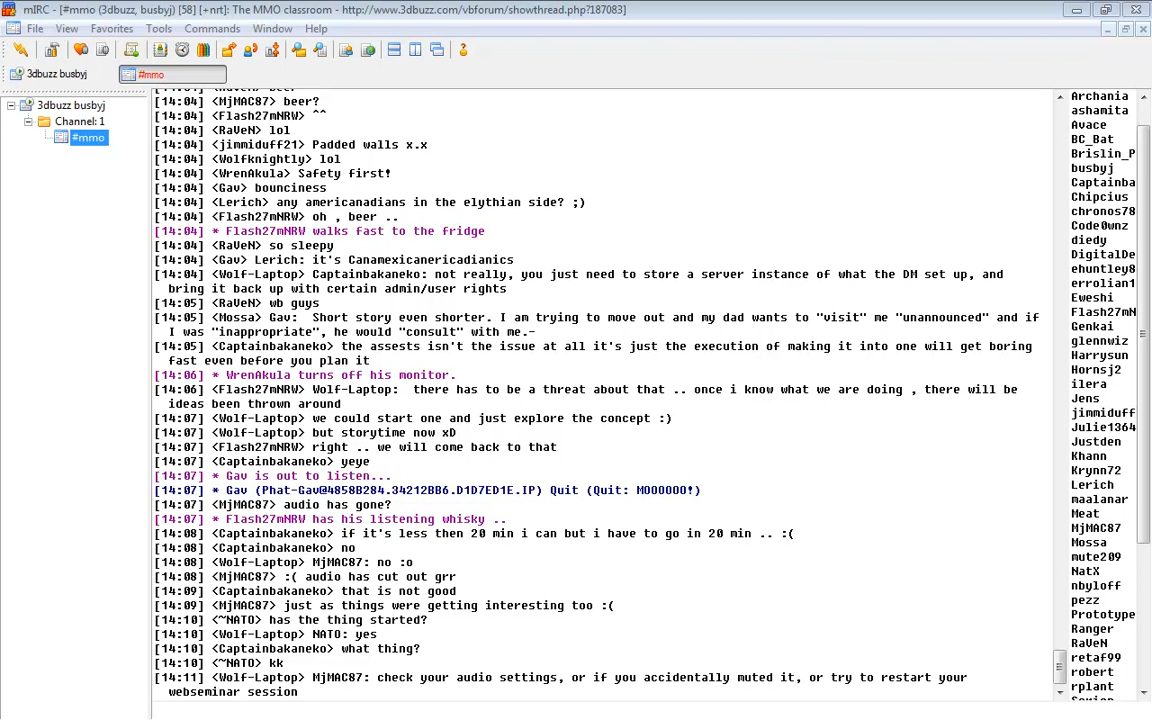 mIRC - [#mmo (3dbuzz, busbyj) [58] [+nrt]: The MMO classroom - http://www.3dbuzz.com/vbforum/showthread.php?187083]
File View Favorites Tools Commands Window Help
3dbuzz busbyj #mmo
3dbuzz busbyj
Channel: 1
#mmo
[14:04] <MjMAC87> beer?
[14:04] <Flash27mNRW> ^^
[14:04] <RaVeN> lol
[14:04] <jimmiduff21> Padded walls x.x
[14:04] <Wolfknightly> lol
[14:04] <WrenAkula> Safety first!
[14:04] <Gav> bounciness
[14:04] <Lerich> any americanadians in the elythian side? ;)
[14:04] <Flash27mNRW> oh , beer ..
[14:04] * Flash27mNRW walks fast to the fridge
[14:04] <RaVeN> so sleepy
[14:04] <Gav> Lerich: it's Canamexicanericadianics
[14:04] <Wolf-Laptop> Captainbakaneko: not really, you just need to store a server instance of what the DM set up, and
bring it back up with certain admin/user rights
[14:05] <RaVeN> wb guys
[14:05] <Mossa> Gav:  Short story even shorter. I am trying to move out and my dad wants to "visit" me "unannounced" and if
I was "inappropriate", he would "consult" with me.-
[14:05] <Captainbakaneko> the assests isn't the issue at all it's just the execution of making it into one will get boring
fast even before you plan it
[14:06] * WrenAkula turns off his monitor.
[14:06] <Flash27mNRW> Wolf-Laptop:  there has to be a threat about that .. once i know what we are doing , there will be
ideas been thrown around
[14:07] <Wolf-Laptop> we could start one and just explore the concept :)
[14:07] <Wolf-Laptop> but storytime now xD
[14:07] <Flash27mNRW> right .. we will come back to that
[14:07] <Captainbakaneko> yeye
[14:07] * Gav is out to listen...
[14:07] * Gav (Phat-Gav@4858B284.34212BB6.D1D7ED1E.IP) Quit (Quit: MOOOOOO!)
[14:07] <MjMAC87> audio has gone?
[14:07] * Flash27mNRW has his listening whisky ..
[14:08] <Captainbakaneko> if it's less then 20 min i can but i have to go in 20 min .. :(
[14:08] <Captainbakaneko> no
[14:08] <Wolf-Laptop> MjMAC87: no :o
[14:08] <MjMAC87> :( audio has cut out grr
[14:09] <Captainbakaneko> that is not good
[14:09] <MjMAC87> just as things were getting interesting too :(
[14:10] <~NATO> has the thing started?
[14:10] <Wolf-Laptop> NATO: yes
[14:10] <Captainbakaneko> what thing?
[14:10] <~NATO> kk
[14:11] <Wolf-Laptop> MjMAC87: check your audio settings, or if you accidentally muted it, or try to restart your
webseminar session
Archania
ashamita
Avace
BC_Bat
Brislin_P
busbyj
Captainba
Chipcius
chronos78
Code0wnz
diedy
DigitalDe
ehuntley8
errolian1
Eweshi
Flash27mN
Genkai
glennwiz
Harrysun
Hornsj2
ilera
Jens
jimmiduff
Julie1364
Justden
Khann
Krynn72
Lerich
maalanar
Meat
MjMAC87
Mossa
mute209
NatX
nbyloff
pezz
Prototype
Ranger
RaVeN
retaf99
robert
rplant